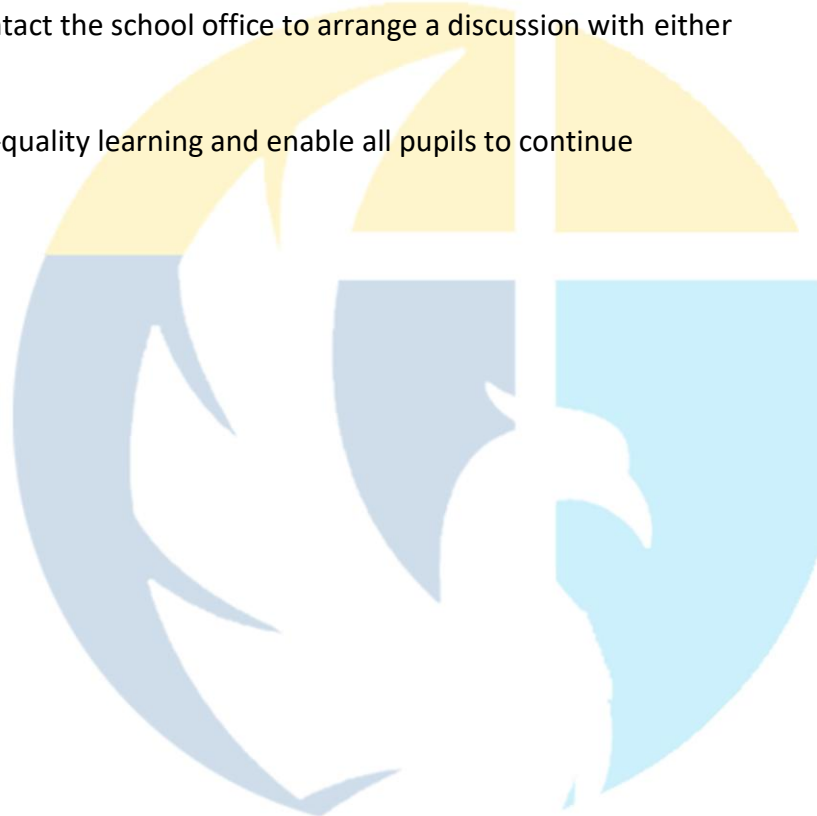 tact the school office to arrange a discussion with either
quality learning and enable all pupils to continue